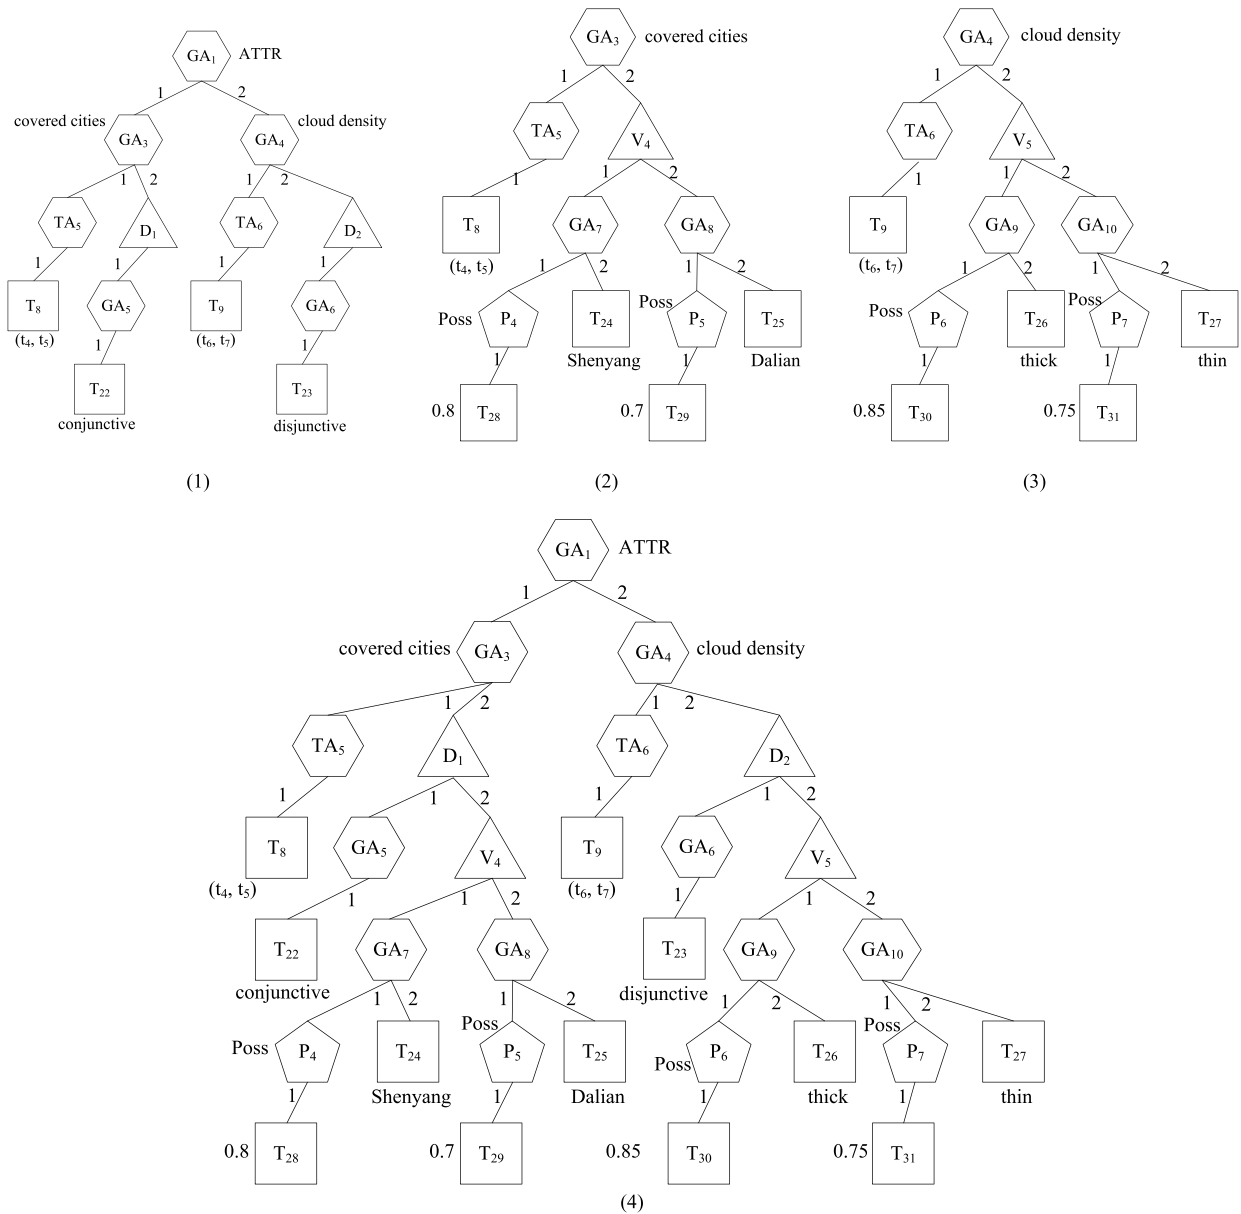 GA₁ ATTR
1 2
covered cities GA₃ GA₄ cloud density
1 2 1 2
TA₅ D₁ TA₆ D₂
1 1 1 1
T₈ GA₅ T₉ GA₆
(t₄, t₅) (t₆, t₇)
1 1
T₂₂ T₂₃
conjunctive disjunctive
(1)
GA₃ covered cities
1 2
TA₅ V₄
1 1 2
T₈ GA₇ GA₈
(t₄, t₅)
1 2 1 2
Poss P₄ T₂₄ Poss P₅ T₂₅
Shenyang Dalian
1 1
0.8 T₂₈ 0.7 T₂₉
(2)
GA₄ cloud density
1 2
TA₆ V₅
1 1 2
T₉ GA₉ GA₁₀
(t₆, t₇)
1 2 1 2
Poss P₆ T₂₆ Poss P₇ T₂₇
thick thin
1 1
0.85 T₃₀ 0.75 T₃₁
(3)
GA₁ ATTR
1 2
covered cities GA₃ GA₄ cloud density
1 2 1 2
TA₅ D₁ TA₆ D₂
1 1 2 1 1 2
T₈ GA₅ V₄ T₉ GA₆ V₅
(t₄, t₅) (t₆, t₇)
1 1 2 1 1 2
T₂₂ GA₇ GA₈ T₂₃ GA₉ GA₁₀
conjunctive disjunctive
1 2 1 2 1 2 1 2
Poss P₄ T₂₄ Poss P₅ T₂₅ Poss P₆ T₂₆ Poss P₇ T₂₇
Shenyang Dalian thick thin
1 1 1 1
0.8 T₂₈ 0.7 T₂₉ 0.85 T₃₀ 0.75 T₃₁
(4)